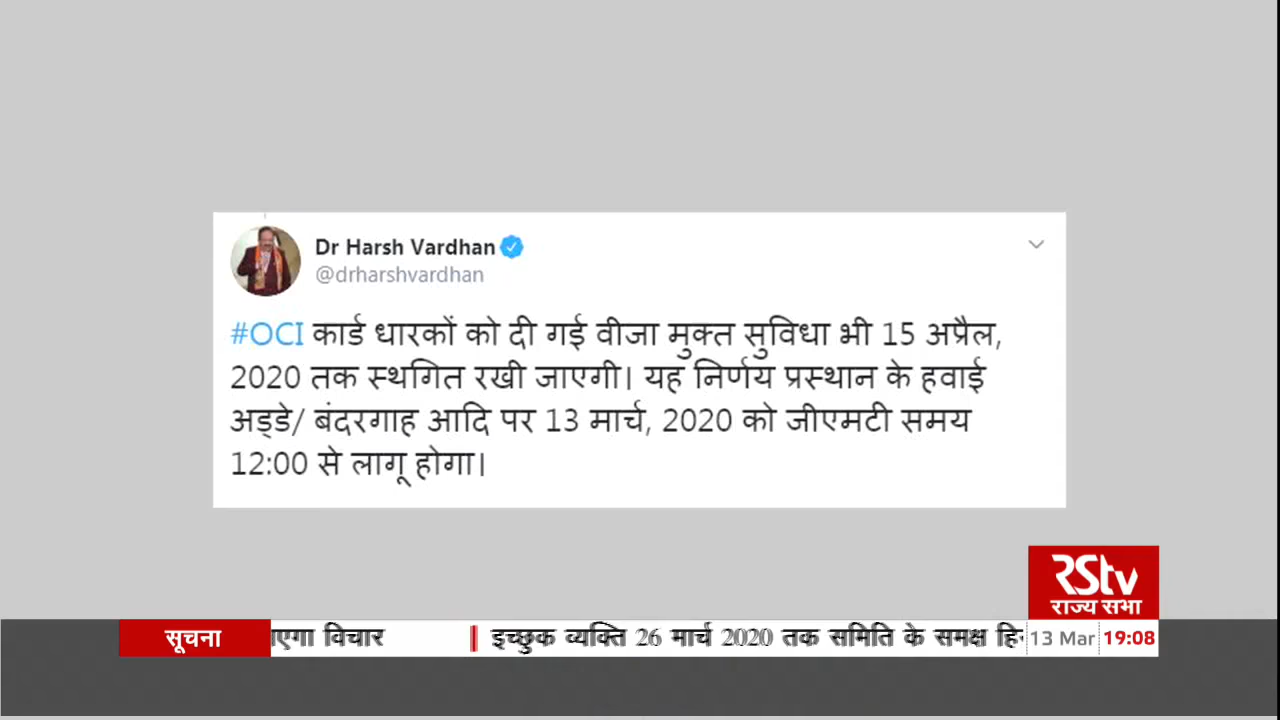 Dr Harsh Vardhan
@drharshvardhan
#OCI कार्ड धारकों को दी गई वीजा मुक्त सुविधा भी 15 अप्रैल,
2020 तक स्थगित रखी जाएगी। यह निर्णय प्रस्थान के हवाई
अड्डे/ बंदरगाह आदि पर 13 मार्च, 2020 को जीएमटी समय
12:00 से लागू होगा।
RStv
राज्य सभा
सूचना विचार | इच्छुक व्यक्ति 26 मार्च 2020 तक समिति के समक्ष 13 Mar 19:08